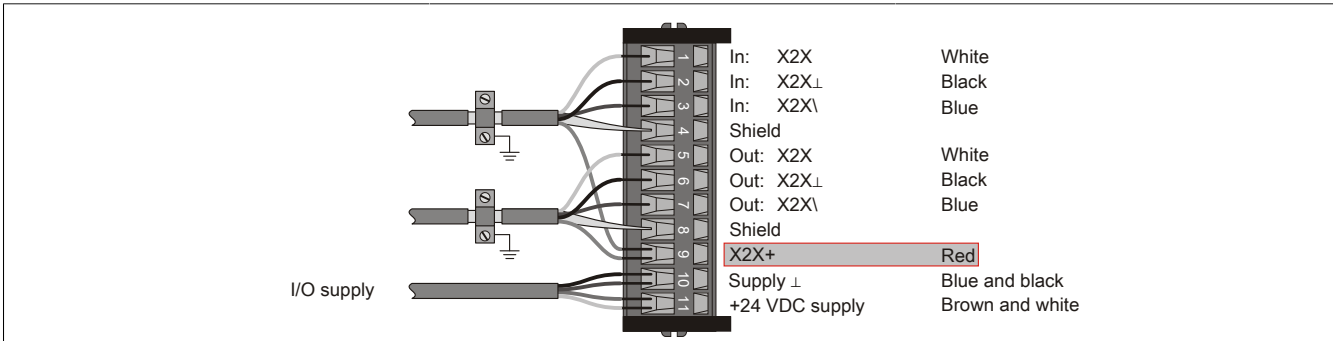 1 In: X2X White
2 In: X2X⊥ Black
3 In: X2X\ Blue
4 Shield
5 Out: X2X White
6 Out: X2X⊥ Black
7 Out: X2X\ Blue
8 Shield
9 X2X+ Red
10 Supply ⊥ Blue and black
I/O supply
11 +24 VDC supply Brown and white